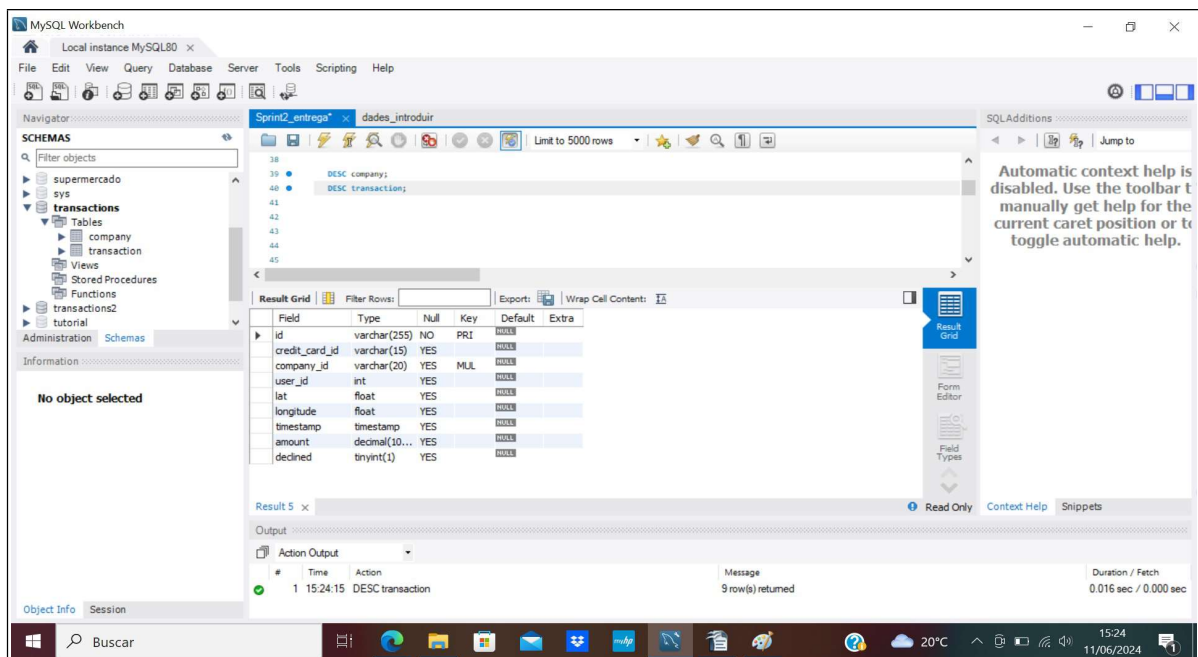 MySQL Workbench
Local instance MySQL80
File Edit View Query Database Server Tools Scripting Help
Navigator
SCHEMAS
Filter objects
supermercado
sys
transactions
Tables
company
transaction
Views
Stored Procedures
Functions
transactions2
tutorial
Administration Schemas
Information
No object selected
Object Info Session
Sprint2_entrega* dades_introduir
Limit to 5000 rows
38
39 DESC company;
40 DESC transaction;
41
42
43
44
45
Result Grid Filter Rows: Export: Wrap Cell Content:
Field Type Null Key Default Extra
id varchar(255) NO PRI NULL
credit_card_id varchar(15) YES NULL
company_id varchar(20) YES MUL NULL
user_id int YES NULL
lat float YES NULL
longitude float YES NULL
timestamp timestamp YES NULL
amount decimal(10... YES NULL
declined tinyint(1) YES NULL
Result Grid
Form Editor
Field Types
Result 5 Read Only
Output
Action Output
# Time Action Message Duration / Fetch
1 15:24:15 DESC transaction 9 row(s) returned 0.016 sec / 0.000 sec
SQLAdditions
Jump to
Automatic context help is
disabled. Use the toolbar t
manually get help for the
current caret position or to
toggle automatic help.
Context Help Snippets
Buscar
20°C
15:24
11/06/2024